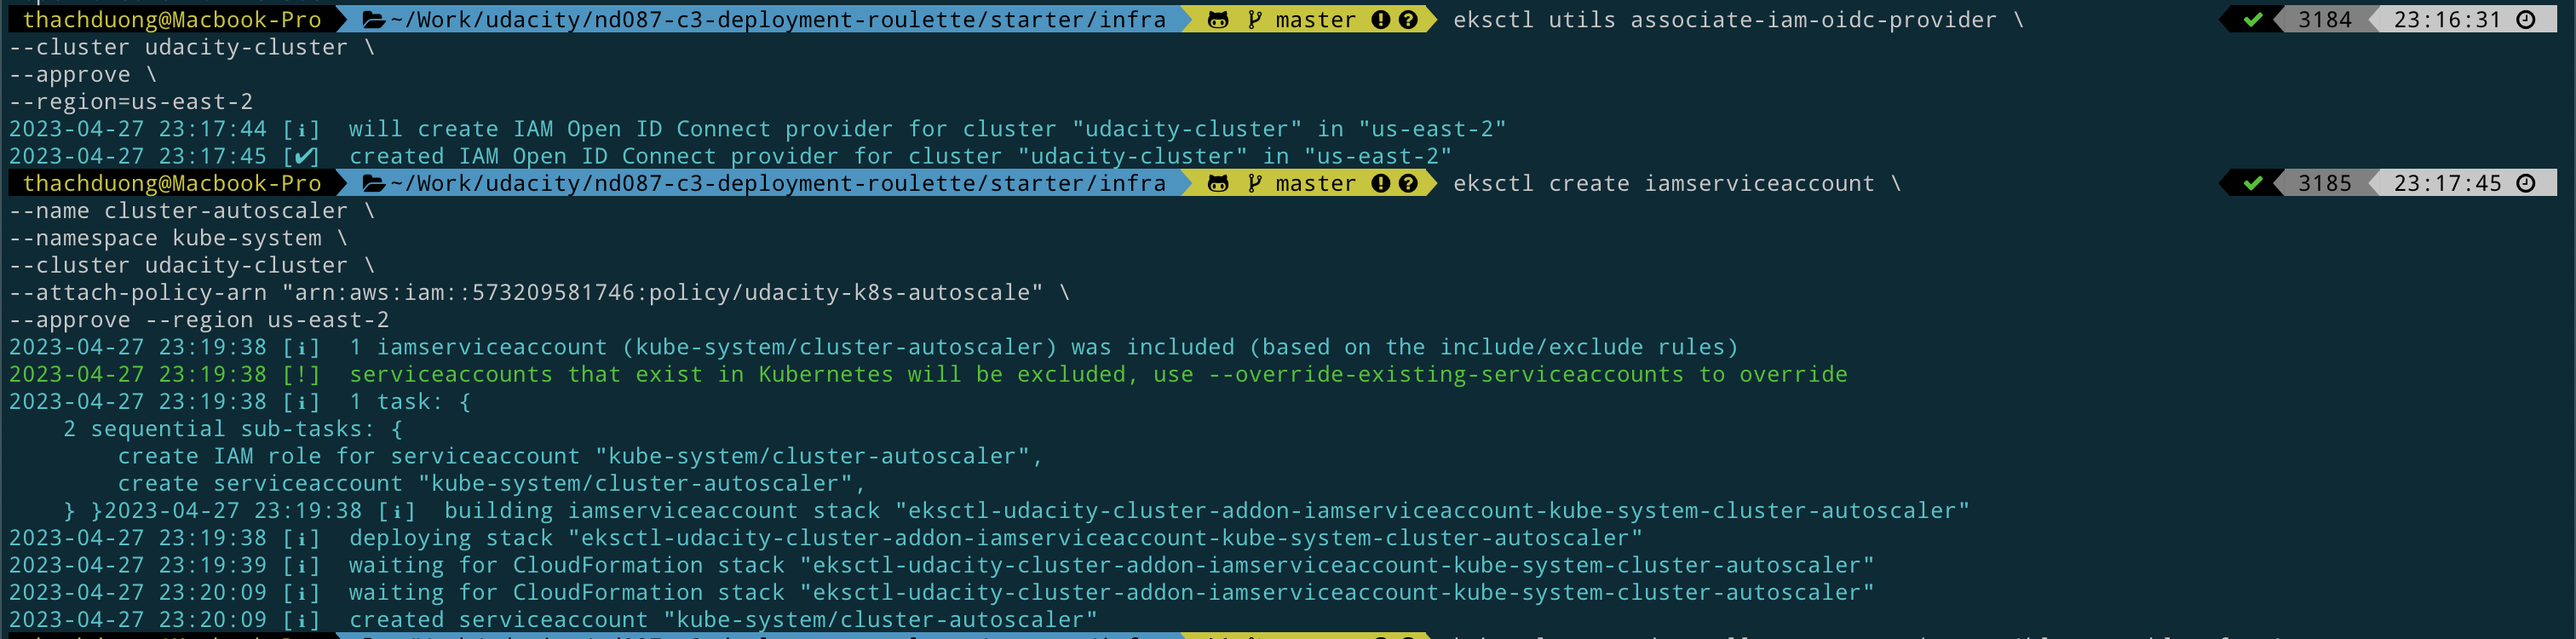 thachduong@Macbook-Pro ~/Work/udacity/nd087-c3-deployment-roulette/starter/infra master eksctl utils associate-iam-oidc-provider \ 3184 23:16:31
--cluster udacity-cluster \
--approve \
--region=us-east-2
2023-04-27 23:17:44 [ℹ]  will create IAM Open ID Connect provider for cluster "udacity-cluster" in "us-east-2"
2023-04-27 23:17:45 [✔]  created IAM Open ID Connect provider for cluster "udacity-cluster" in "us-east-2"
thachduong@Macbook-Pro ~/Work/udacity/nd087-c3-deployment-roulette/starter/infra master eksctl create iamserviceaccount \ 3185 23:17:45
--name cluster-autoscaler \
--namespace kube-system \
--cluster udacity-cluster \
--attach-policy-arn "arn:aws:iam::573209581746:policy/udacity-k8s-autoscale" \
--approve --region us-east-2
2023-04-27 23:19:38 [ℹ]  1 iamserviceaccount (kube-system/cluster-autoscaler) was included (based on the include/exclude rules)
2023-04-27 23:19:38 [!]  serviceaccounts that exist in Kubernetes will be excluded, use --override-existing-serviceaccounts to override
2023-04-27 23:19:38 [ℹ]  1 task: {
    2 sequential sub-tasks: {
        create IAM role for serviceaccount "kube-system/cluster-autoscaler",
        create serviceaccount "kube-system/cluster-autoscaler",
    } }2023-04-27 23:19:38 [ℹ]  building iamserviceaccount stack "eksctl-udacity-cluster-addon-iamserviceaccount-kube-system-cluster-autoscaler"
2023-04-27 23:19:38 [ℹ]  deploying stack "eksctl-udacity-cluster-addon-iamserviceaccount-kube-system-cluster-autoscaler"
2023-04-27 23:19:39 [ℹ]  waiting for CloudFormation stack "eksctl-udacity-cluster-addon-iamserviceaccount-kube-system-cluster-autoscaler"
2023-04-27 23:20:09 [ℹ]  waiting for CloudFormation stack "eksctl-udacity-cluster-addon-iamserviceaccount-kube-system-cluster-autoscaler"
2023-04-27 23:20:09 [ℹ]  created serviceaccount "kube-system/cluster-autoscaler"